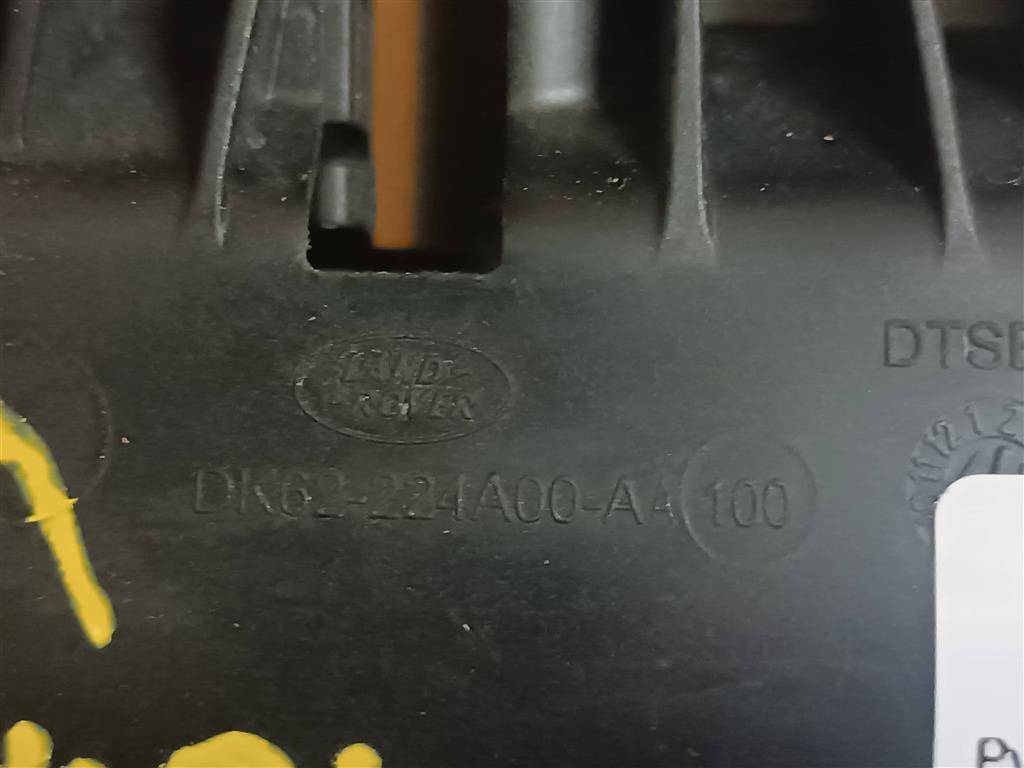 LAND-
ROVER
DTSE
DK62-224A00-AA 100